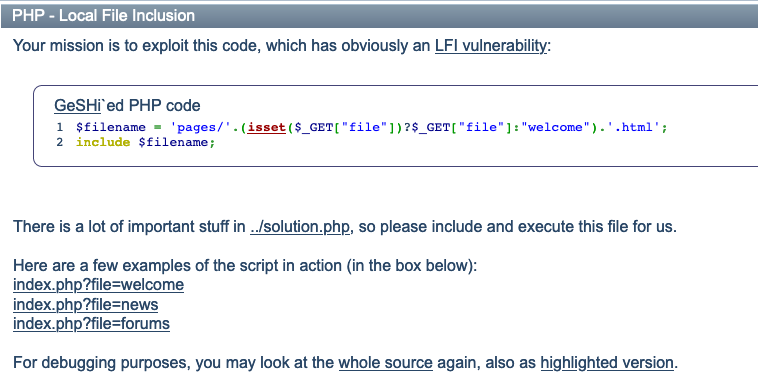 PHP - Local File Inclusion
Your mission is to exploit this code, which has obviously an LFI vulnerability:
GeSHi`ed PHP code
1 $filename = 'pages/'.(isset($_GET["file"])?$_GET["file"]:"welcome").'.html';
2 include $filename;
There is a lot of important stuff in ../solution.php, so please include and execute this file for us.
Here are a few examples of the script in action (in the box below):
index.php?file=welcome
index.php?file=news
index.php?file=forums
For debugging purposes, you may look at the whole source again, also as highlighted version.